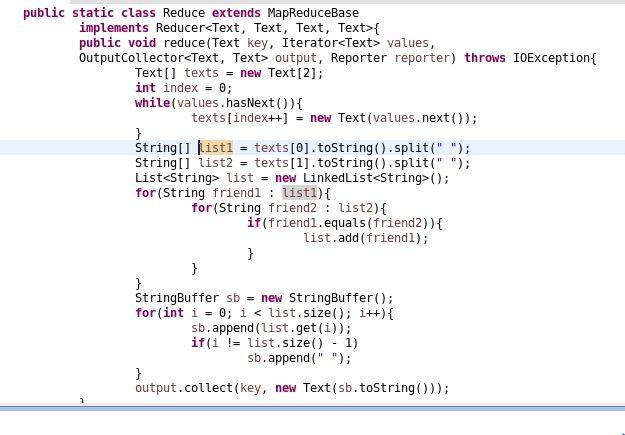 public static class Reduce extends MapReduceBase
implements Reducer<Text, Text, Text, Text>{
public void reduce(Text key, Iterator<Text> values,
OutputCollector<Text, Text> output, Reporter reporter) throws IOException{
Text[] texts = new Text[2];
int index = 0;
while(values.hasNext()){
texts[index++] = new Text(values.next());
}
String[] list1 = texts[0].toString().split(" ");
String[] list2 = texts[1].toString().split(" ");
List<String> list = new LinkedList<String>();
for(String friend1 : list1){
for(String friend2 : list2){
if(friend1.equals(friend2)){
list.add(friend1);
}
}
}
StringBuffer sb = new StringBuffer();
for(int i = 0; i < list.size(); i++){
sb.append(list.get(i));
if(i != list.size() - 1)
sb.append(" ");
}
output.collect(key, new Text(sb.toString()));
}